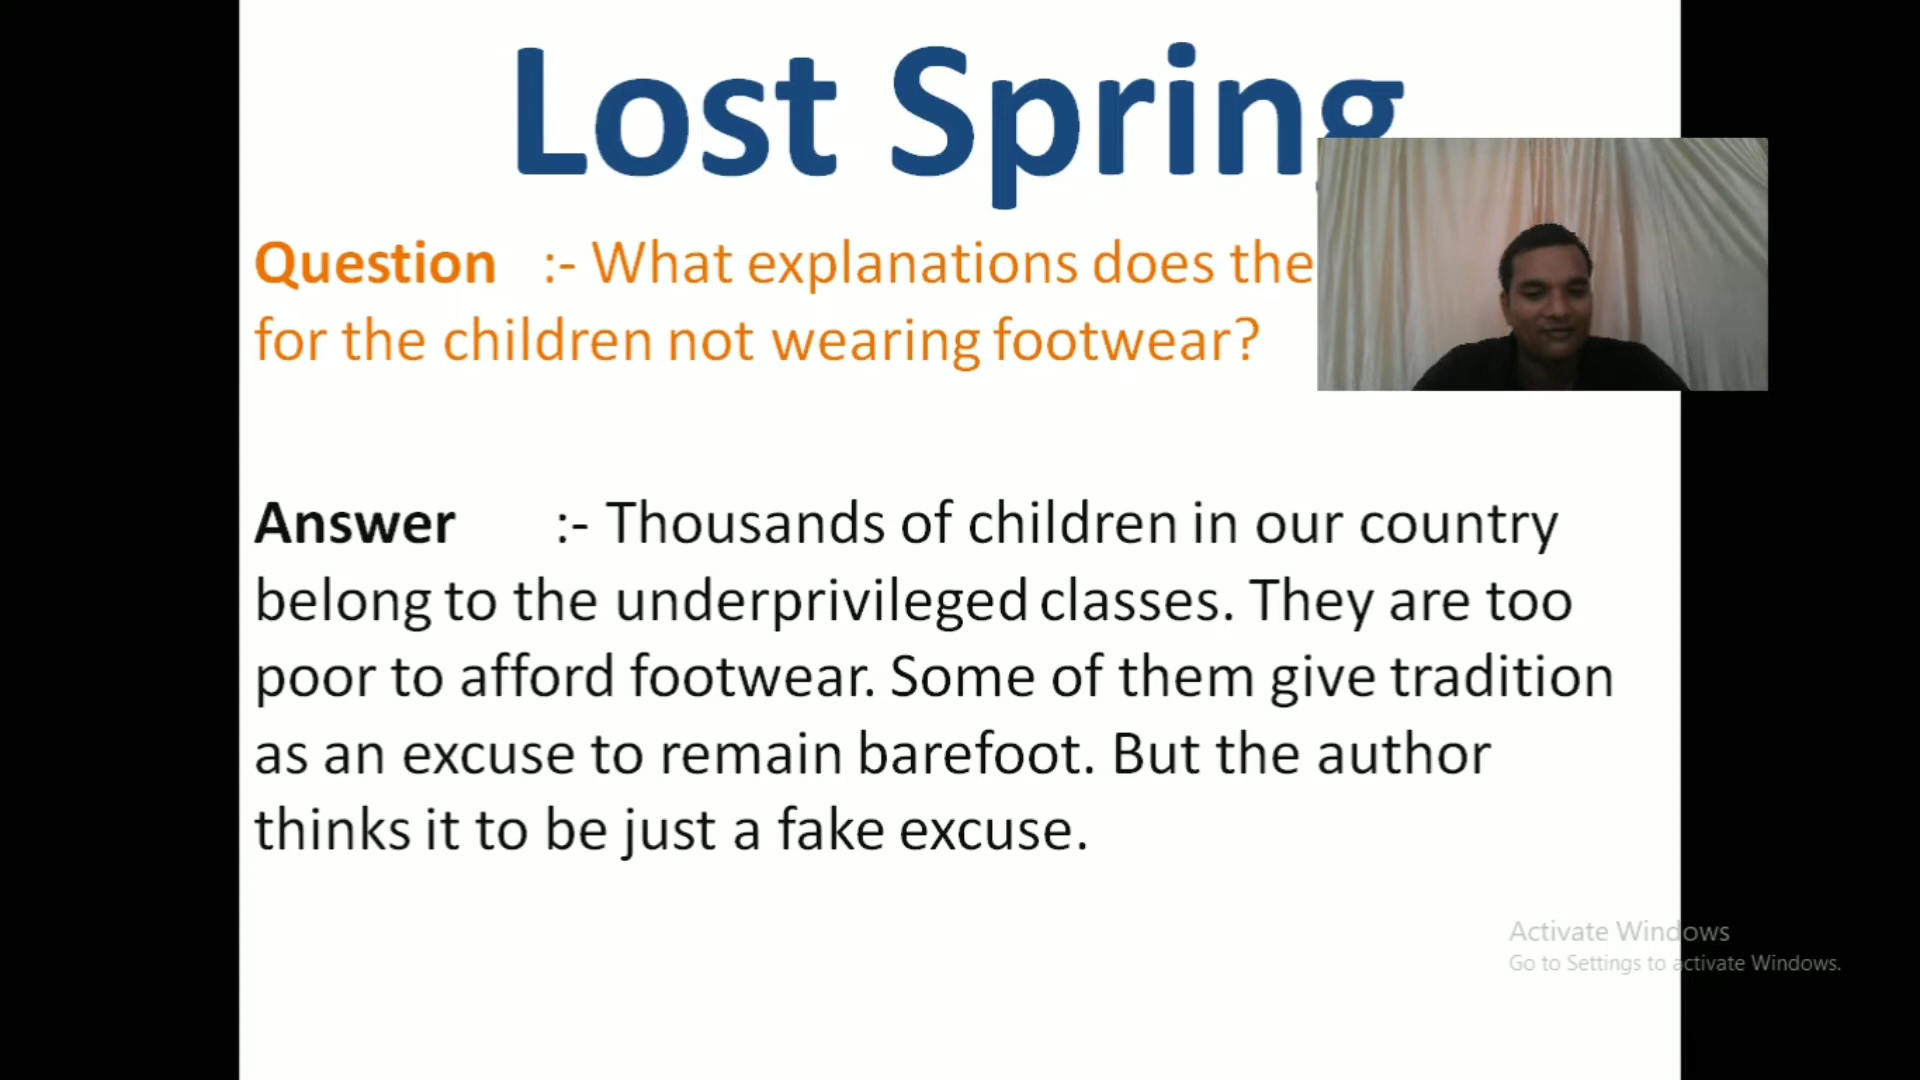 Lost Spring
Question :- What explanations does the
for the children not wearing footwear?
Answer :- Thousands of children in our country
belong to the underprivileged classes. They are too
poor to afford footwear. Some of them give tradition
as an excuse to remain barefoot. But the author
thinks it to be just a fake excuse.
Activate Windows
Go to Settings to activate Windows.